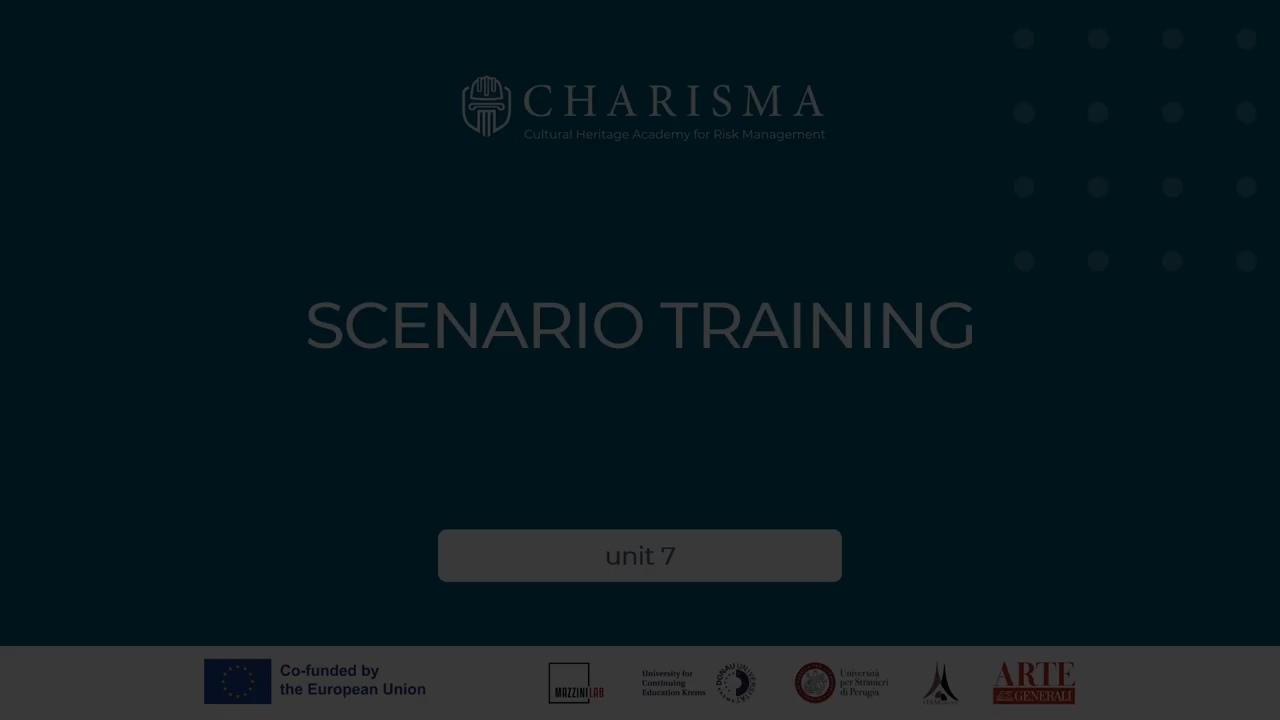 CHARISMA
Cultural Heritage Academy for Risk Management
SCENARIO TRAINING
unit 7
Co-funded by
the European Union
MAZZINI LAB
University for
Continuing
Education Krems
Università
per Stranieri
di Perugia
ARTE
GENERALI